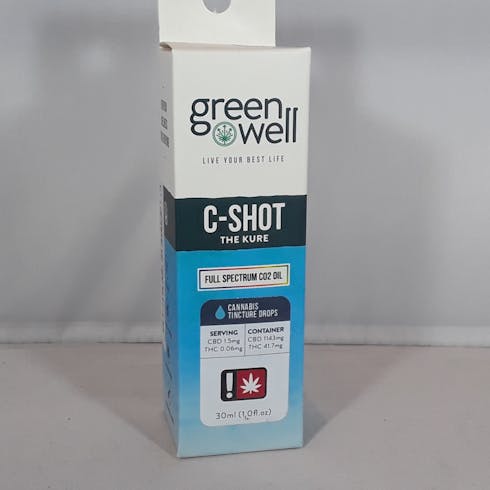 green
well
LIVE YOUR BEST LIFE
C-SHOT
THE KURE
FULL SPECTRUM CO2 OIL
CANNABIS
TINCTURE DROPS
SERVING CONTAINER
CBD 1.5mg CBD 1143mg
THC 0.06mg THC 41.7mg
!
30ml (1.0fl.oz)